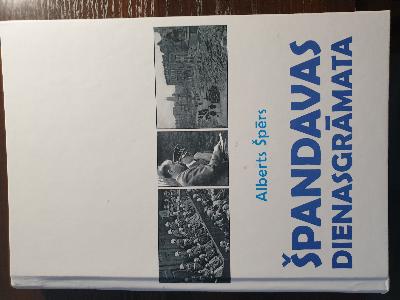 Alberts Špērs
ŠPANDAVAS
DIENASGRĀMATA